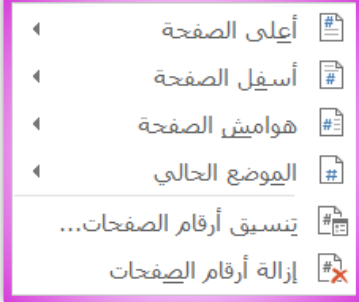 أعلى الصفحة
أسفل الصفحة
هوامش الصفحة
الموضع الحالي
تنسيق أرقام الصفحات...
إزالة أرقام الصفحات